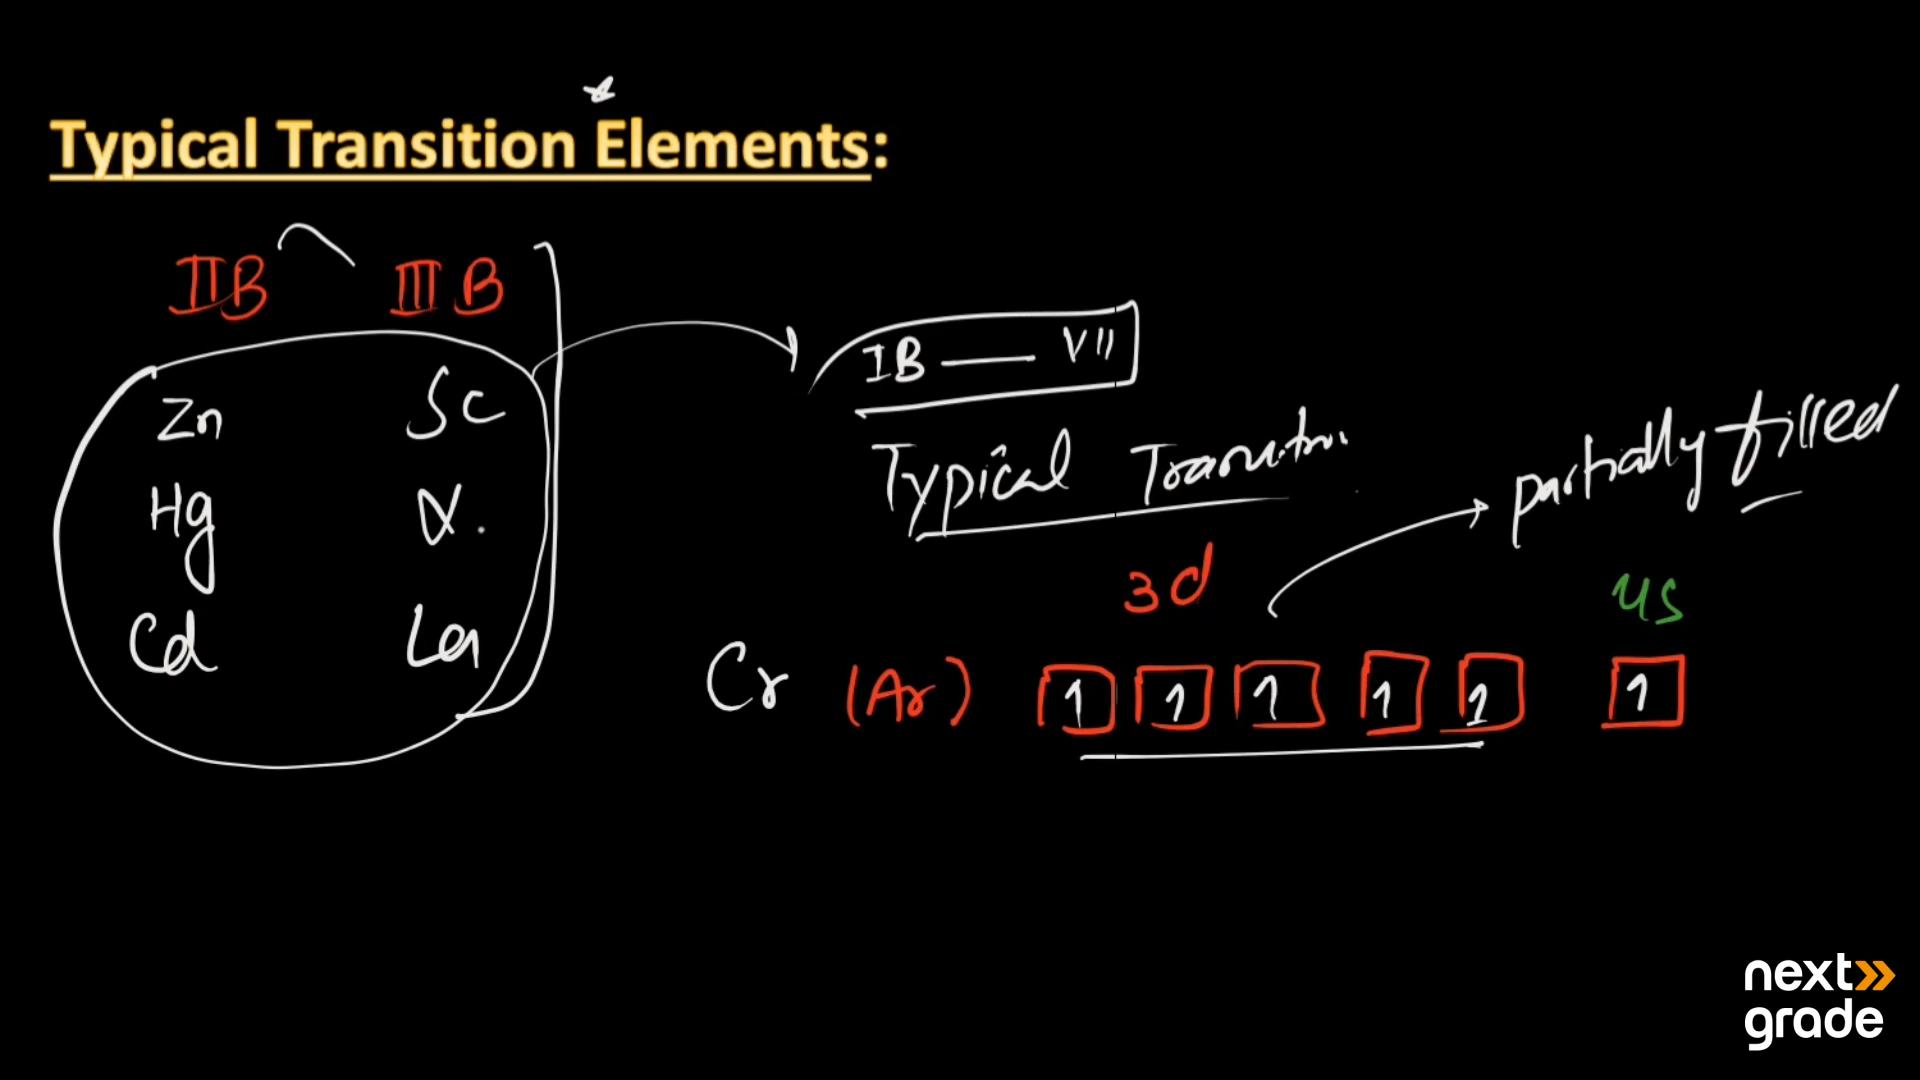 Typical Transition Elements:
IIB IIIB
Zn Sc
Hg
Cd La
IB — VII
Typical
partially filled
3d 4s
Cr (Ar) 1 1 1 1 1 1
next
grade